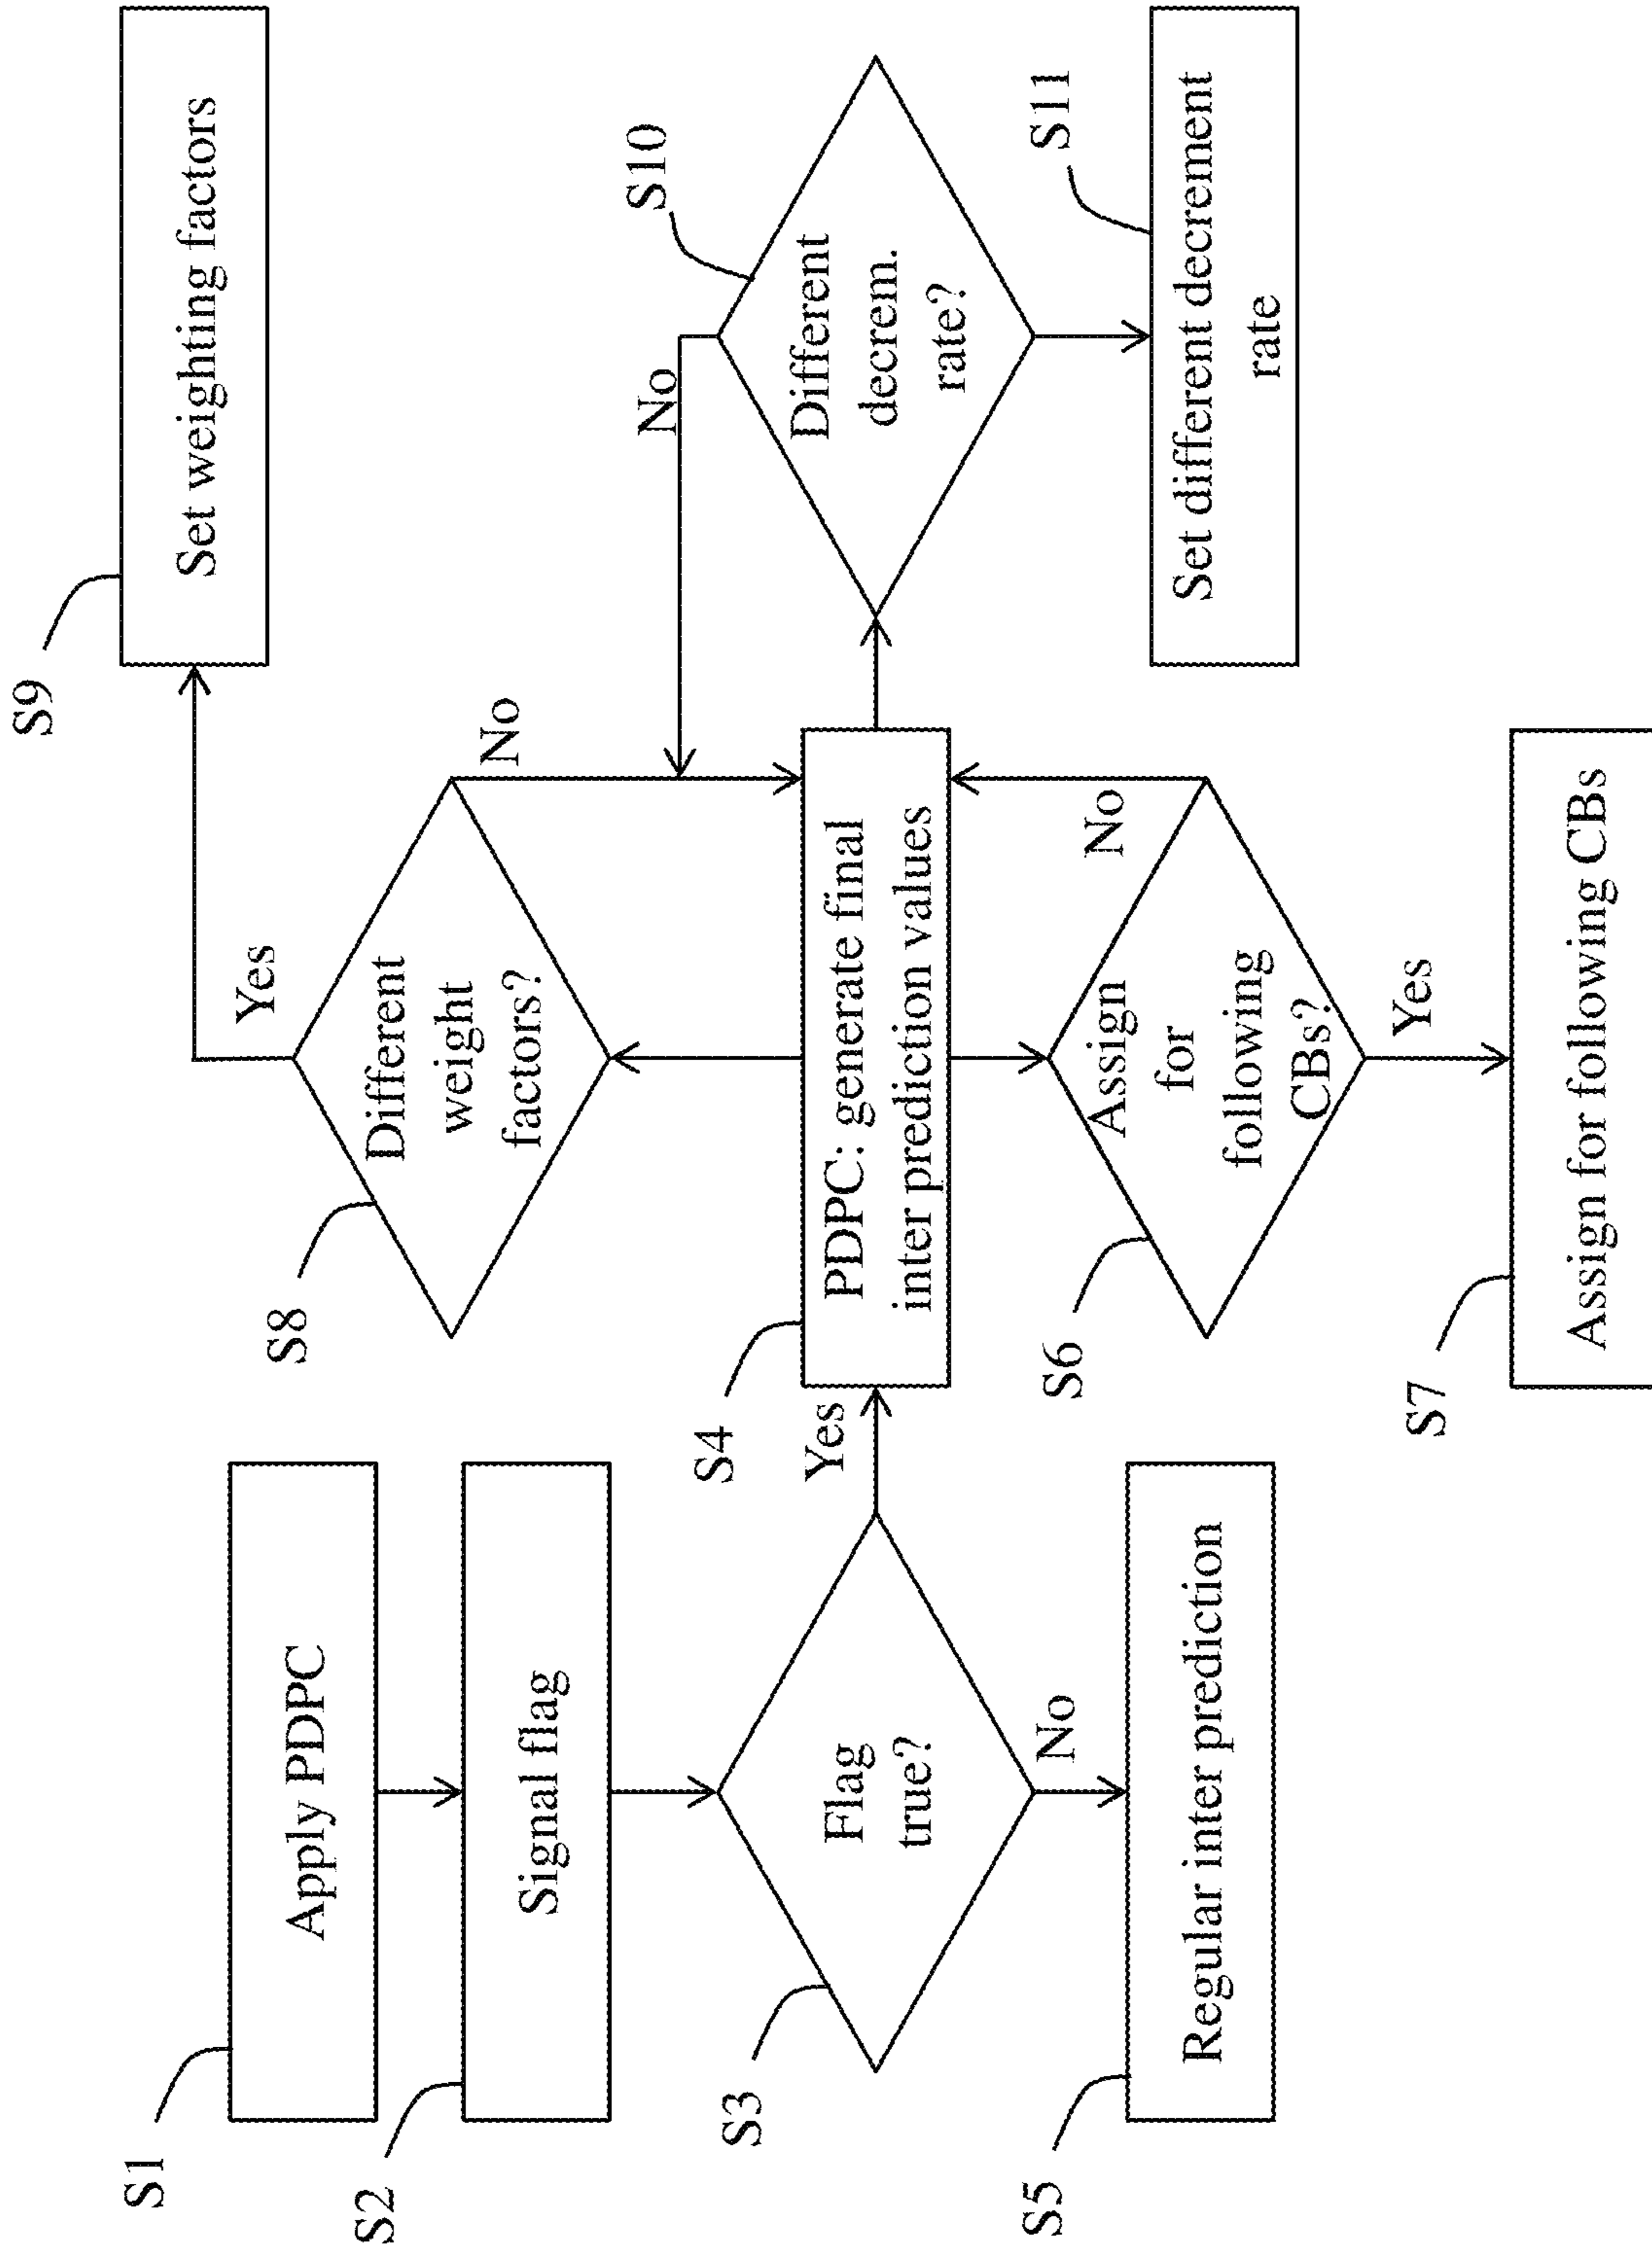 S1
Apply PDPC
S2
Signal flag
S3
Flag
true?
Yes
No
S5
Regular inter prediction
S4
PDPC: generate final
inter prediction values
S8
Different
weight
factors?
Yes
No
S9
Set weighting factors
S6
Assign
for
following
CBs?
No
Yes
S7
Assign for following CBs
S10
Different
decrem.
rate?
No
S11
Set different decrement
rate